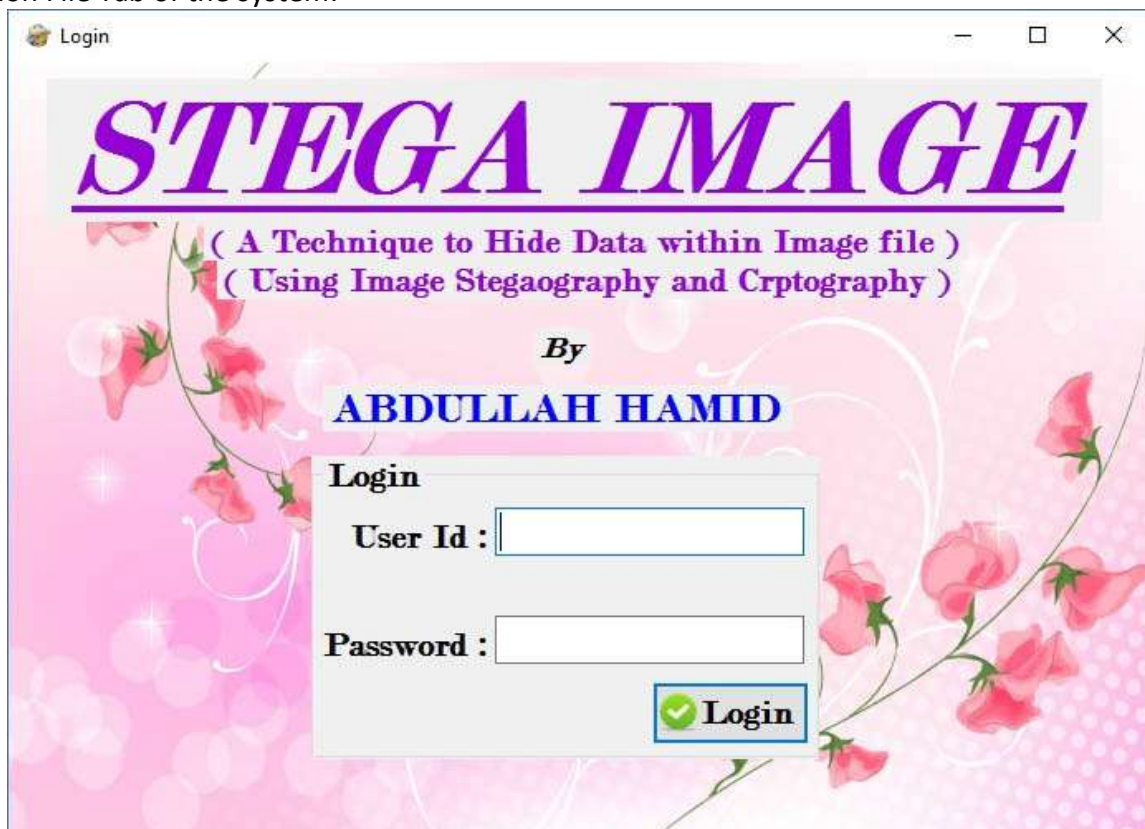 File Tab of the system.
Login
STEGA IMAGE
( A Technique to Hide Data within Image file )
( Using Image Stegaography and Crptography )
By
ABDULLAH HAMID
Login
User Id :
Password :
Login